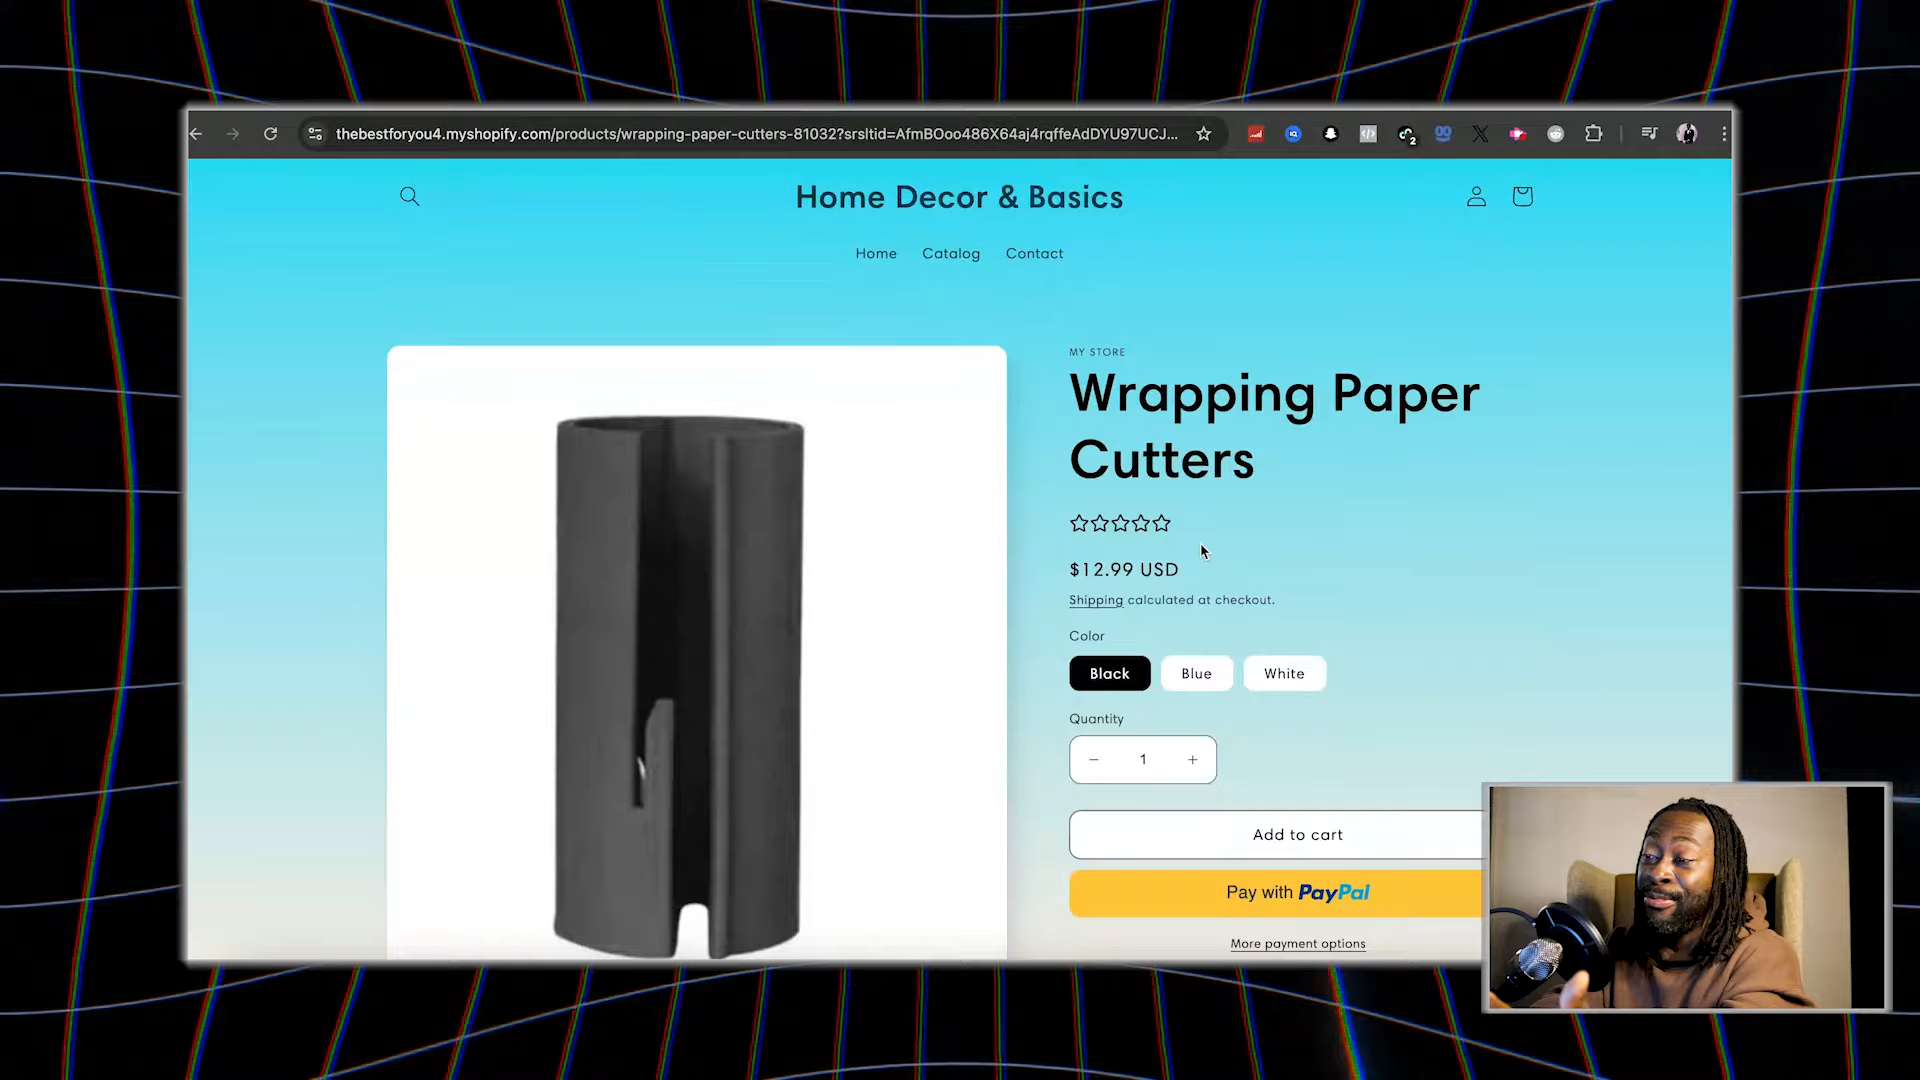 thebestforyou4.myshopify.com/products/wrapping-paper-cutters-81032?srsltid=AfmBOoo486X64aj4rqffeAdDYU97UCJ...
2
Home Decor & Basics
Home Catalog Contact
MY STORE
Wrapping Paper
Cutters
$12.99 USD
Shipping calculated at checkout.
Color
Black Blue White
Quantity
− 1 +
Add to cart
Pay with PayPal
More payment options